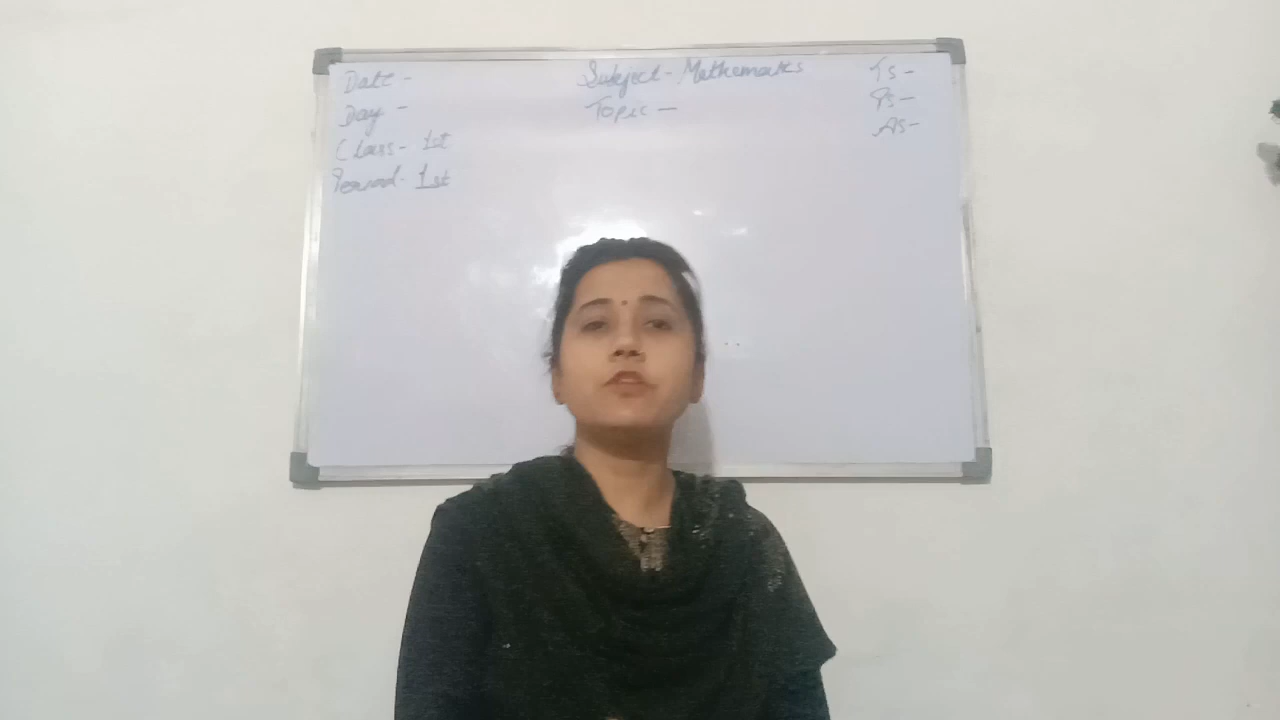 Date -
Day -
Class - 1st
Period - 1st
Subject - Mathematics
Topic -
TS -
PS -
AS -